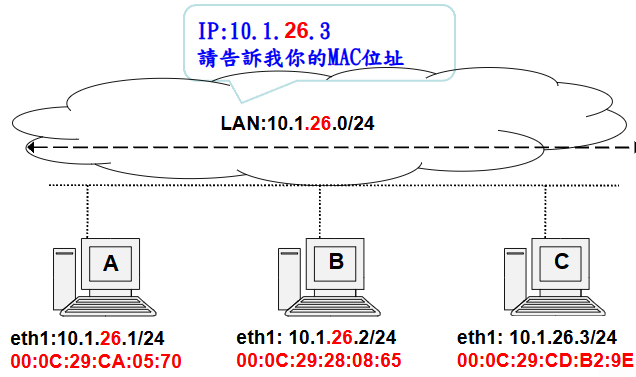 IP:10.1.26.3
請告訴我你的MAC位址
LAN:10.1.26.0/24
A
B
C
eth1:10.1.26.1/24
00:0C:29:CA:05:70
eth1: 10.1.26.2/24
00:0C:29:28:08:65
eth1: 10.1.26.3/24
00:0C:29:CD:B2:9E